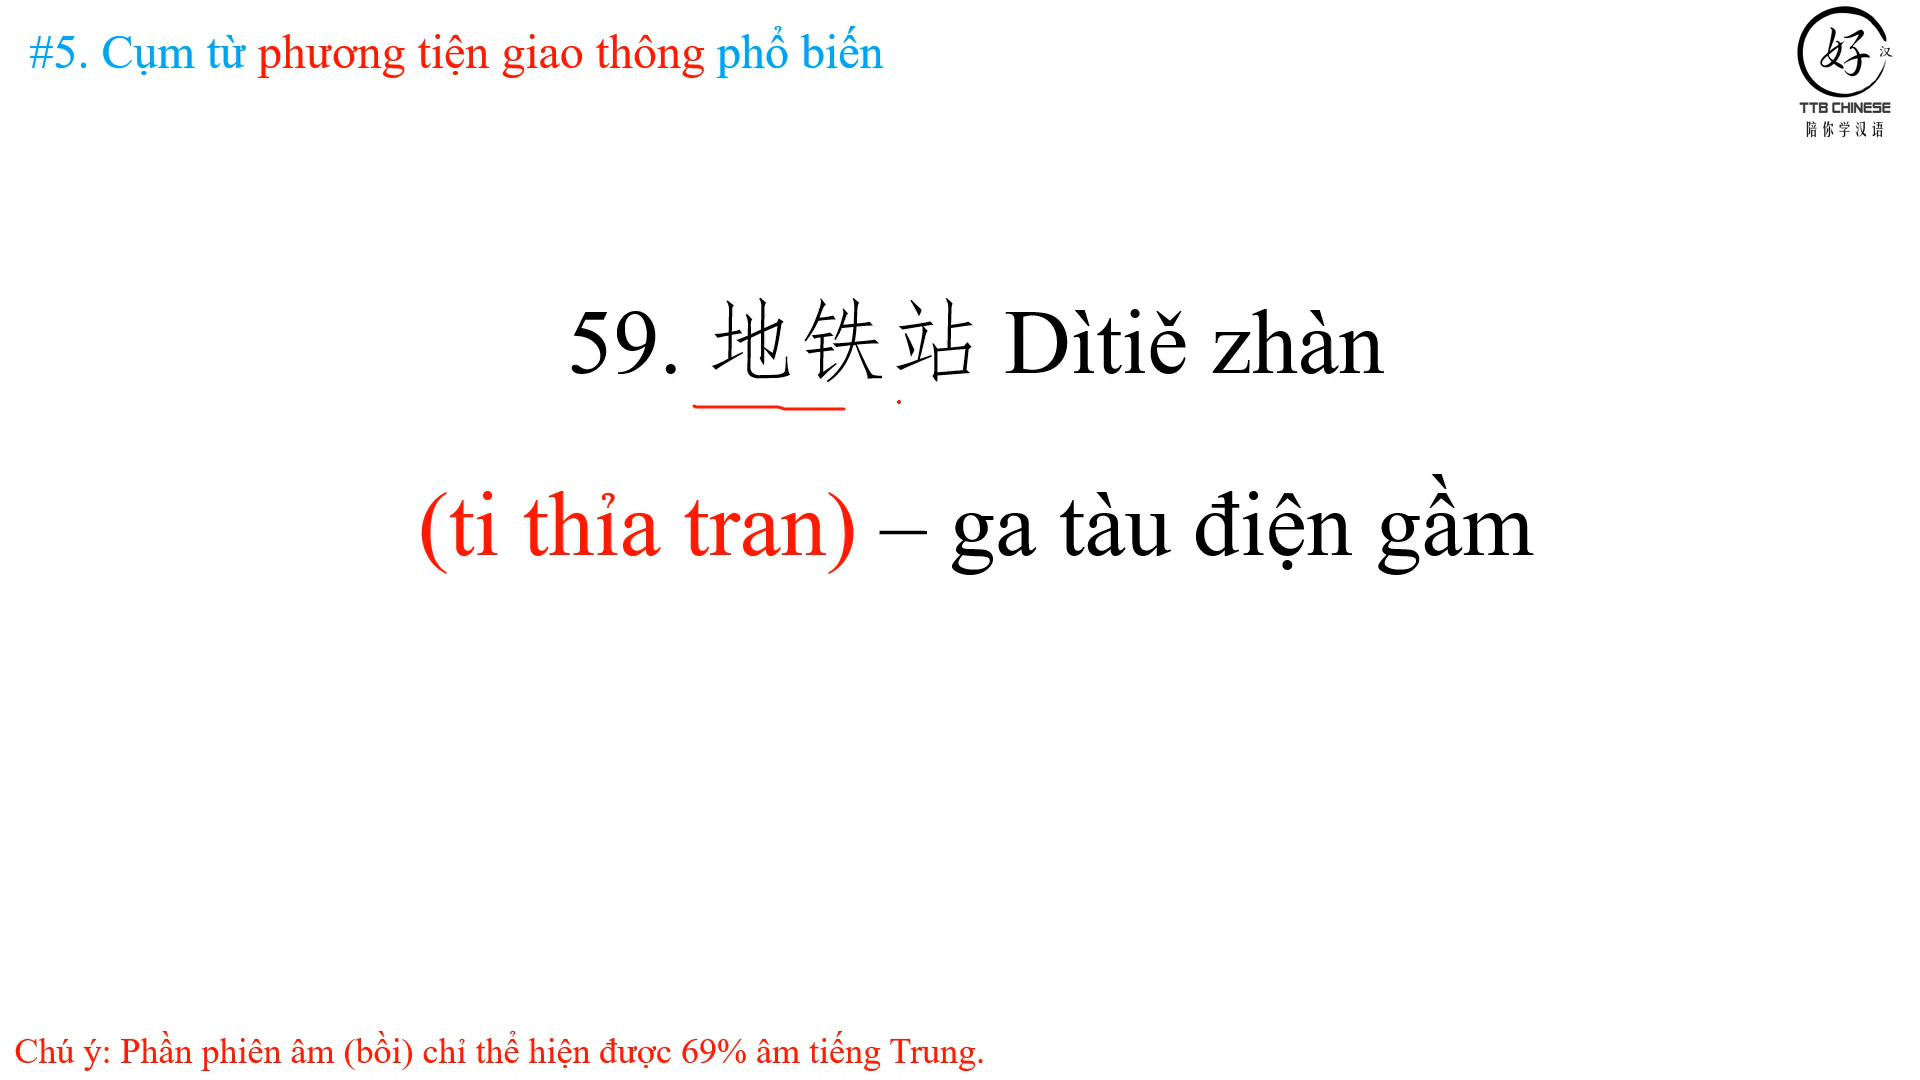 #5. Cụm từ phương tiện giao thông phổ biến
好
汉
TTB CHINESE
陪你学汉语
59. 地铁站 Dìtiě zhàn
(ti thỉa tran) – ga tàu điện gầm
Chú ý: Phần phiên âm (bồi) chỉ thể hiện được 69% âm tiếng Trung.